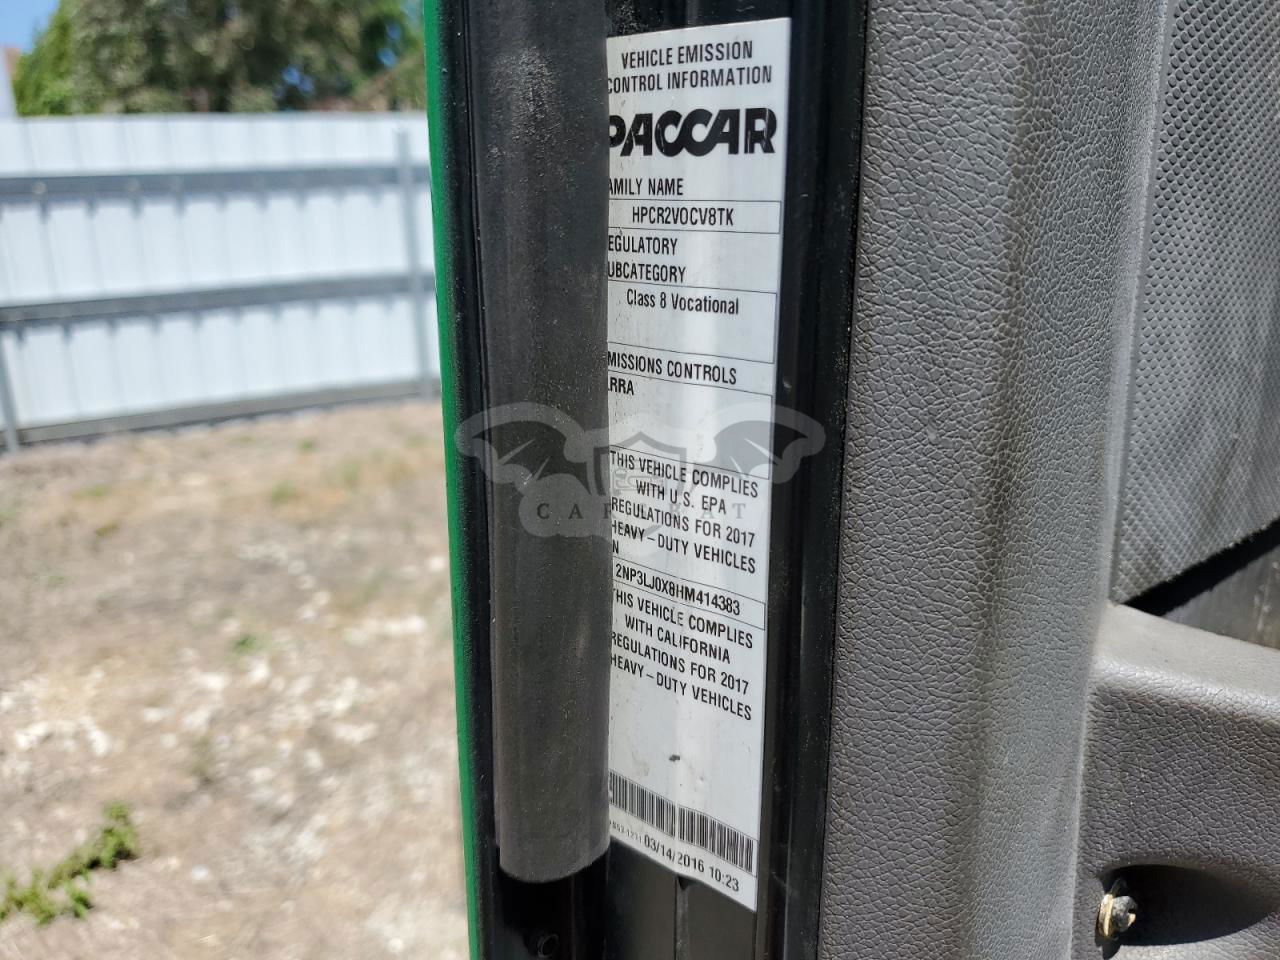 VEHICLE EMISSION
CONTROL INFORMATION
PACCAR
AMILY NAME
HPCR2VOCV8TK
EGULATORY
UBCATEGORY
Class 8 Vocational
MISSIONS CONTROLS
RRA
THIS VEHICLE COMPLIES
WITH U.S. EPA
REGULATIONS FOR 2017
HEAVY-DUTY VEHICLES
N
2NP3LJ0X8HM414383
THIS VEHICLE COMPLIES
WITH CALIFORNIA
REGULATIONS FOR 2017
HEAVY-DUTY VEHICLES
03/14/2016 10:23